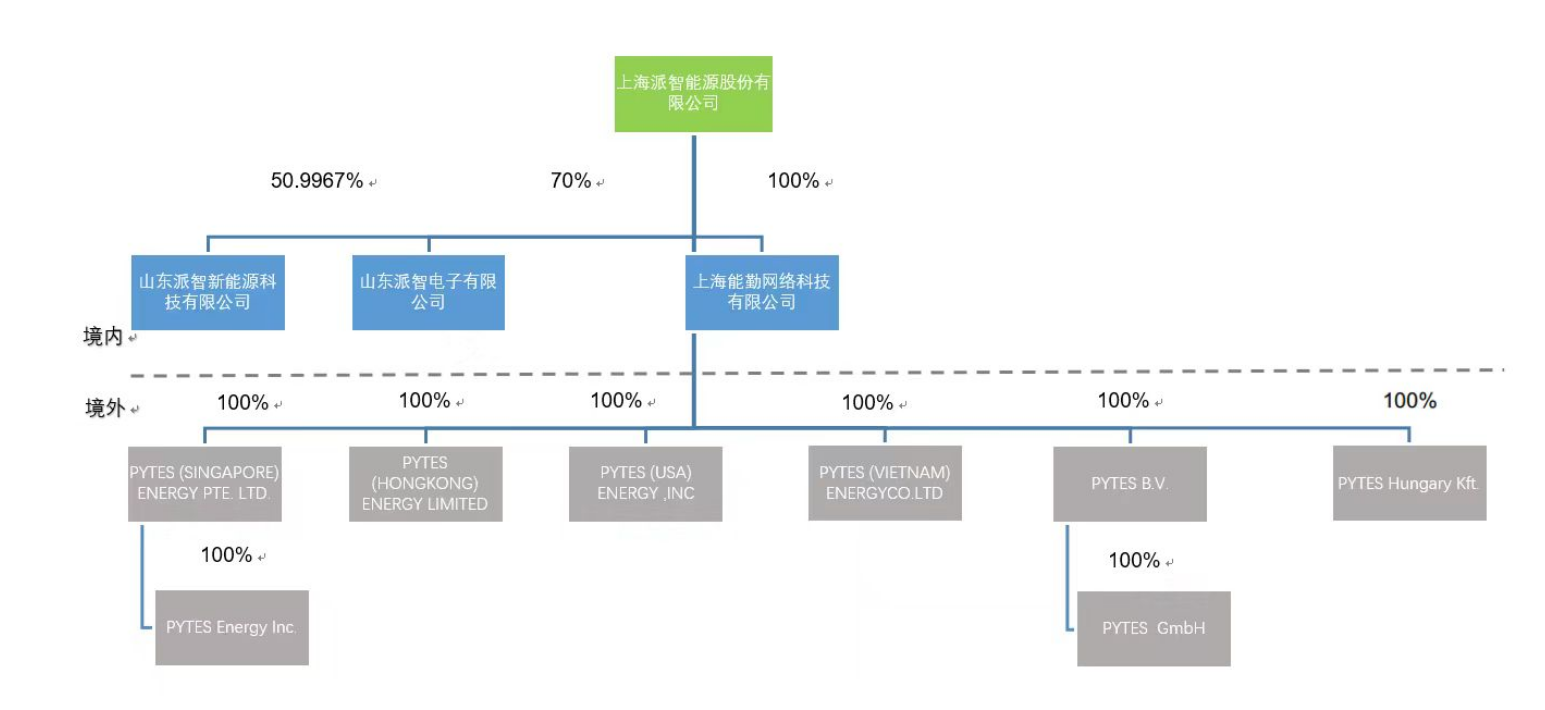 上海派智能源股份有
限公司
50.9967%
70%
100%
山东派智新能源科
技有限公司
山东派智电子有限
公司
上海能勤网络科技
有限公司
境内
境外
100%
100%
100%
100%
100%
100%
PYTES (SINGAPORE)
ENERGY PTE. LTD.
PYTES
(HONGKONG)
ENERGY LIMITED
PYTES (USA)
ENERGY ,INC
PYTES (VIETNAM)
ENERGYCO.LTD
PYTES B.V.
PYTES Hungary Kft.
100%
100%
PYTES Energy Inc.
PYTES GmbH